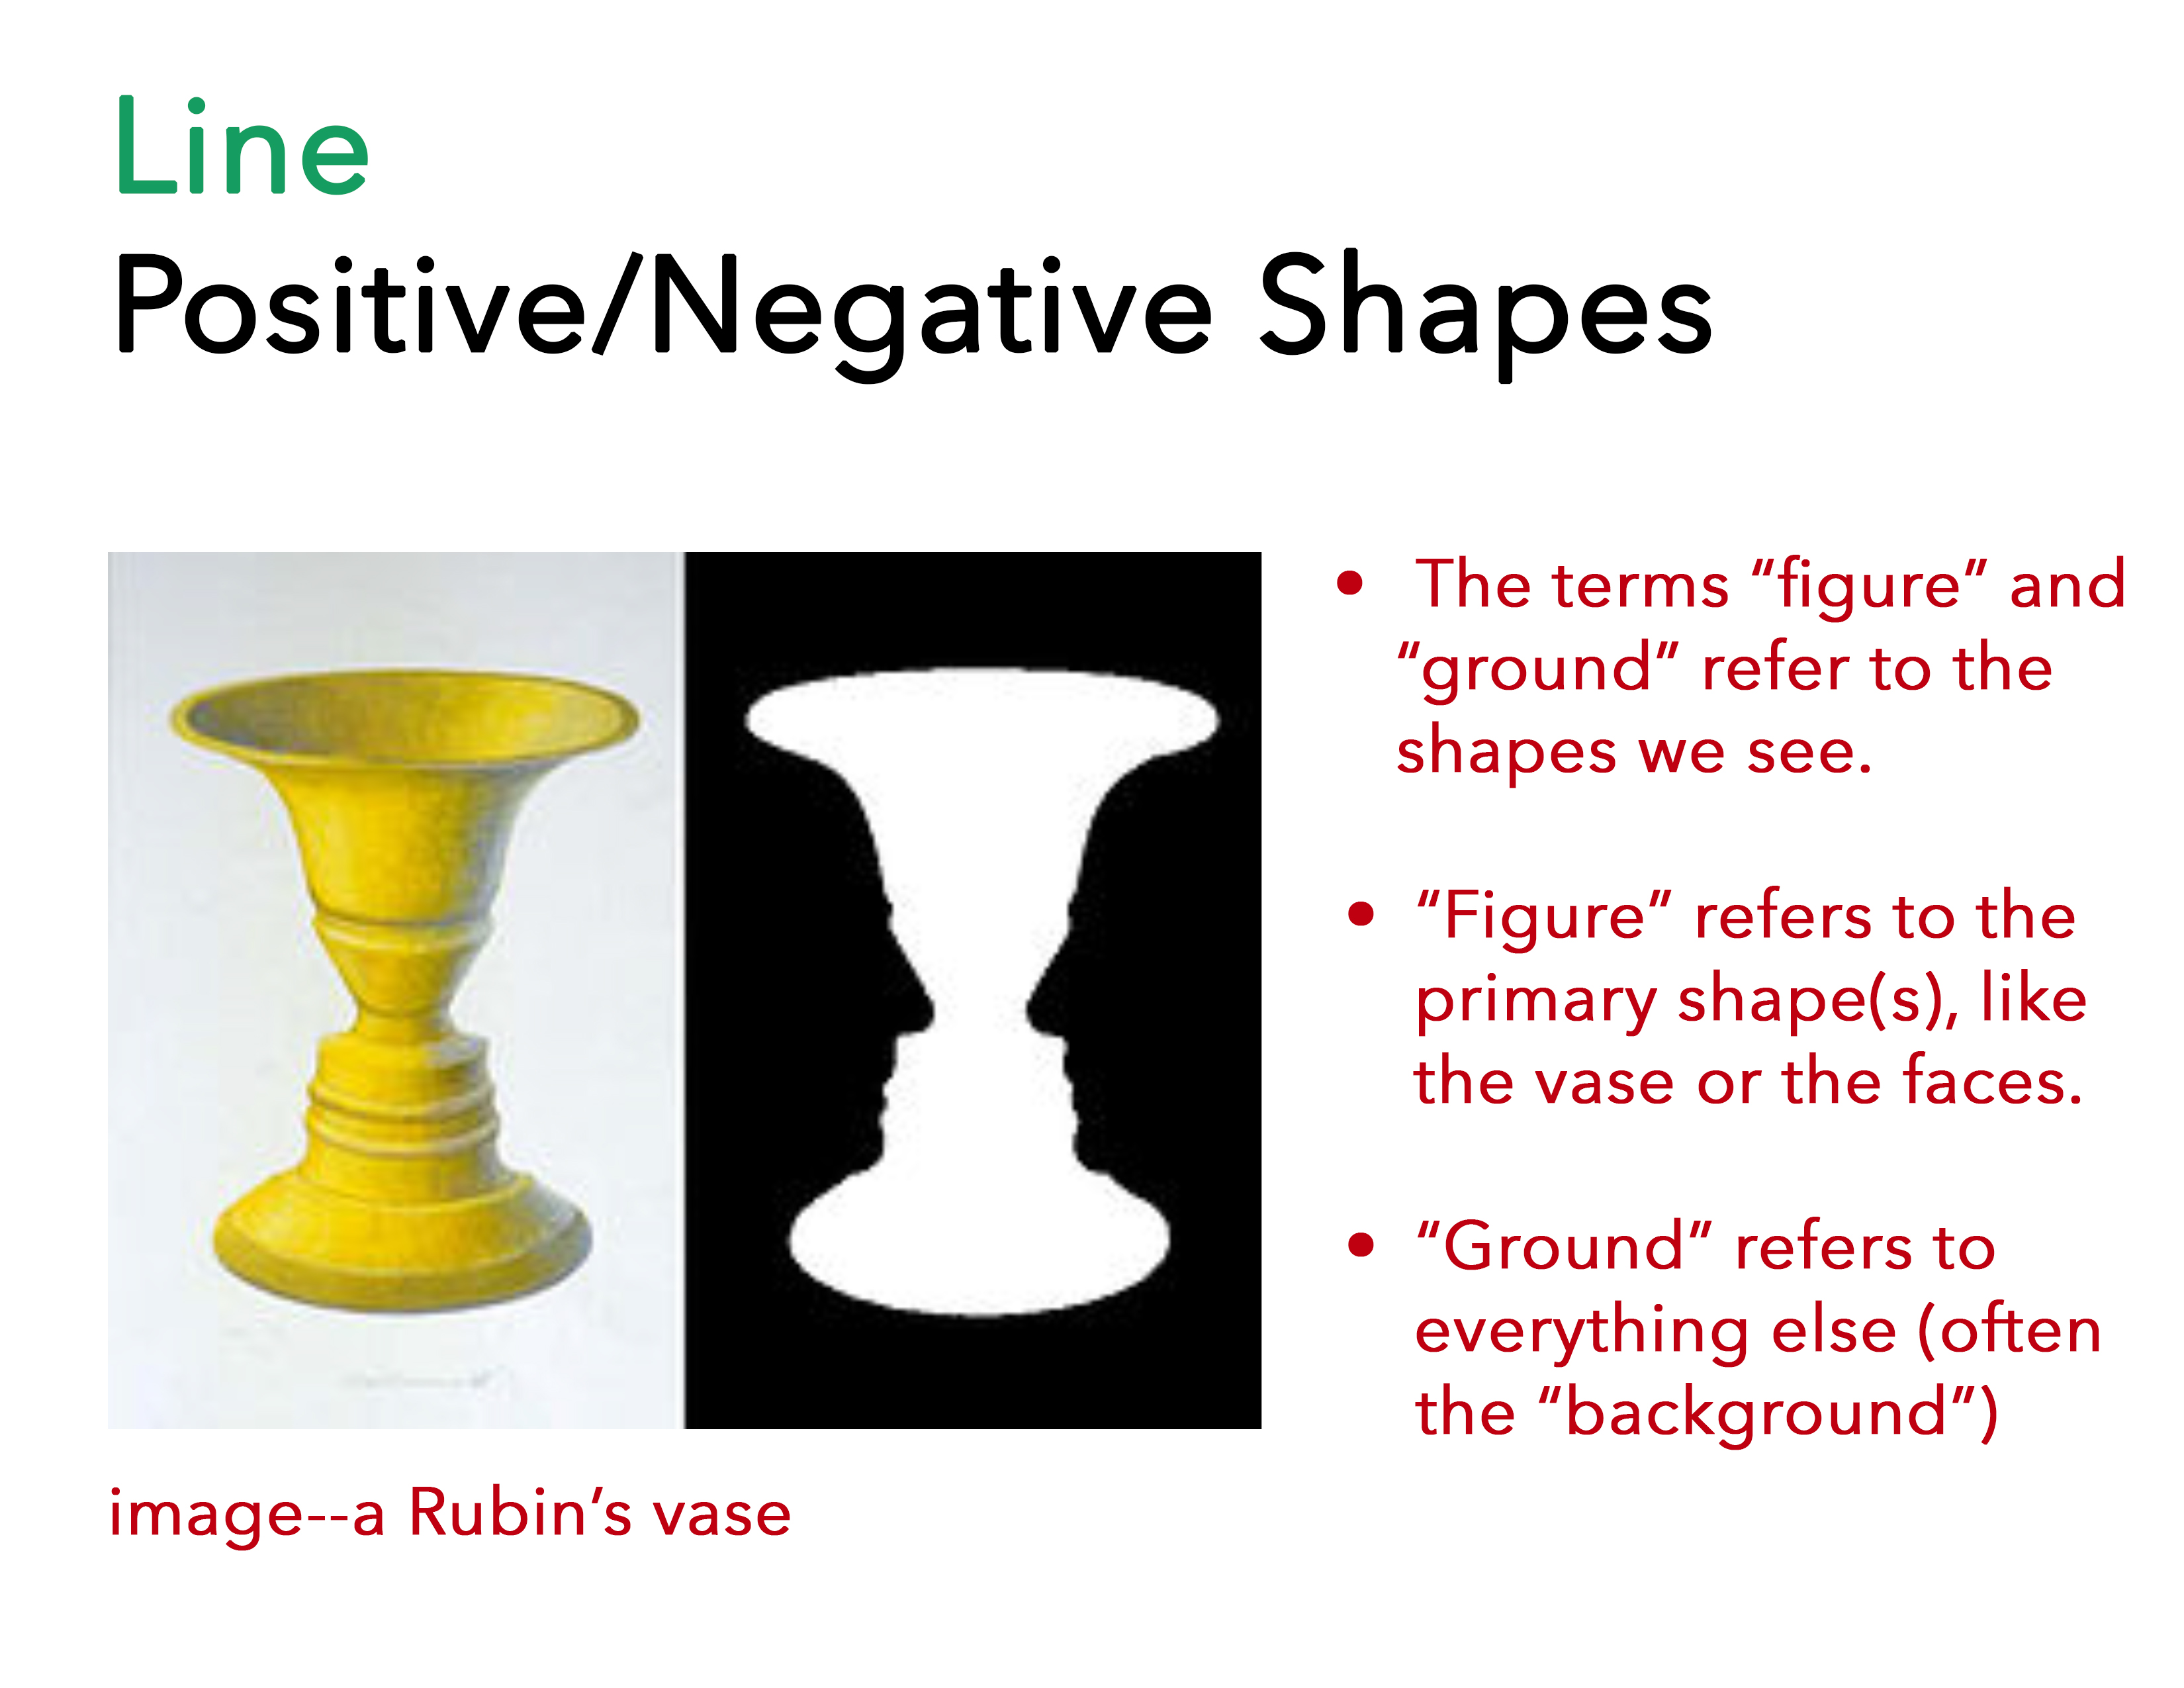 Line
Positive/Negative Shapes
• The terms “figure” and
“ground” refer to the
shapes we see.
• “Figure” refers to the
primary shape(s), like
the vase or the faces.
• “Ground” refers to
everything else (often
the “background”)
image--a Rubin’s vase